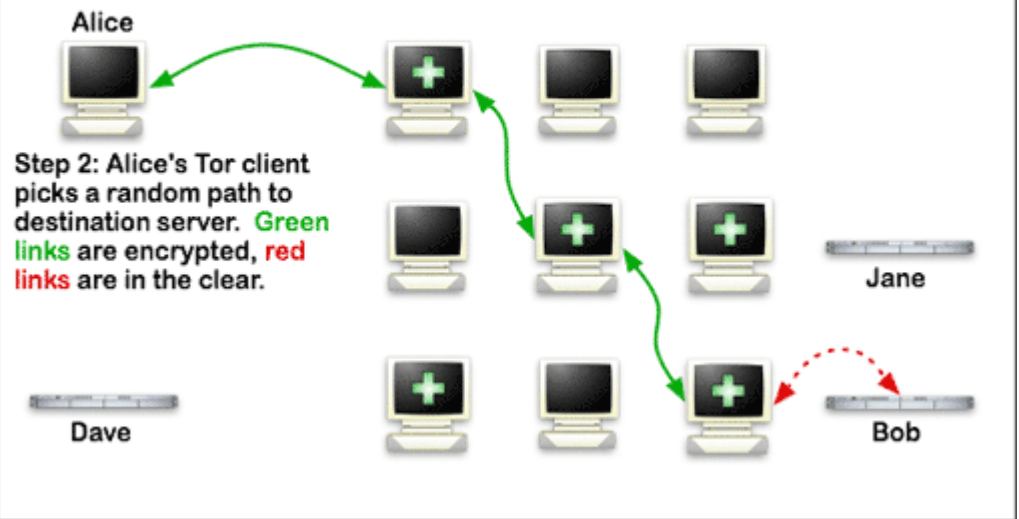 Alice
Step 2: Alice's Tor client
picks a random path to
destination server. Green
links are encrypted, red
links are in the clear.
Jane
Dave
Bob